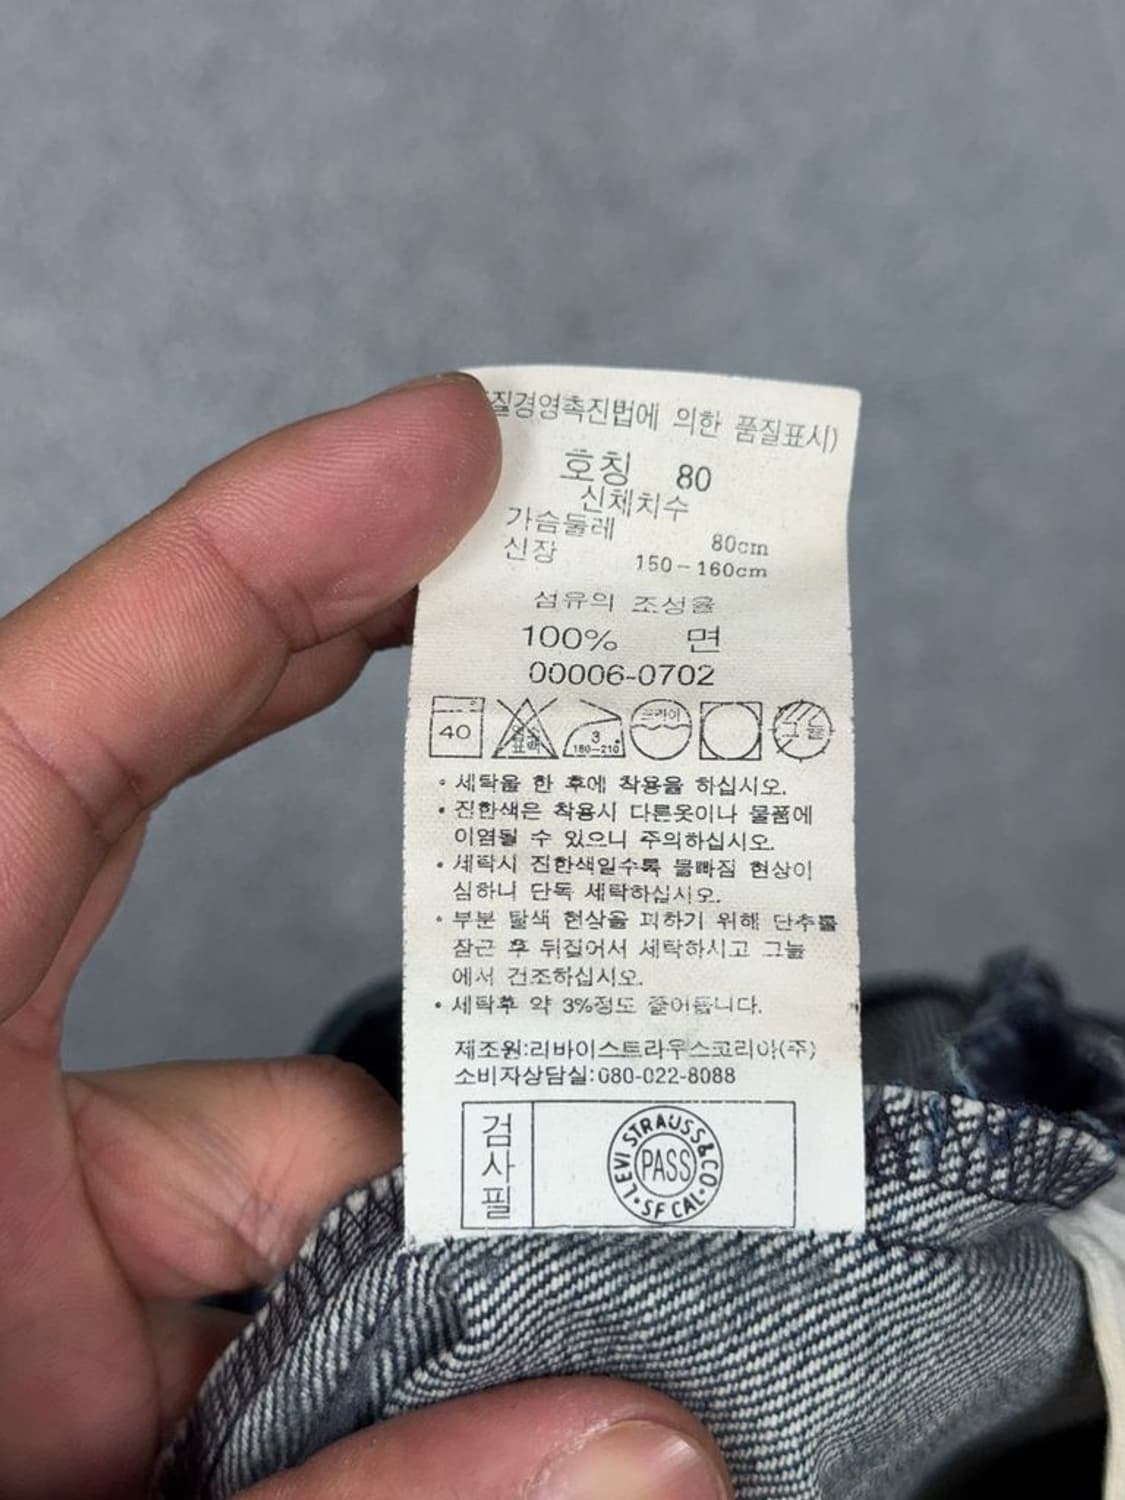 질경영촉진법에 의한 품질표시)
호칭 80
신체치수
가슴둘레 80cm
신장 150-160cm
섬유의 조성율
100% 면
00006-0702
40
염소
표백
3
180-210°
드라이
그늘
• 세탁을 한 후에 착용을 하십시오.
• 진한색은 착용시 다른옷이나 물품에
이염될 수 있으니 주의하십시오.
• 세탁시 진한색일수록 물빠짐 현상이
심하니 단독 세탁하십시오.
• 부분 탈색 현상을 피하기 위해 단추를
잠근 후 뒤집어서 세탁하시고 그늘
에서 건조하십시오.
• 세탁후 약 3%정도 줄어듭니다.
제조원:리바이스트라우스코리아(주)
소비자상담실:080-022-8088
검사필
LEVI STRAUSS & CO.
PASS
SF CAL.